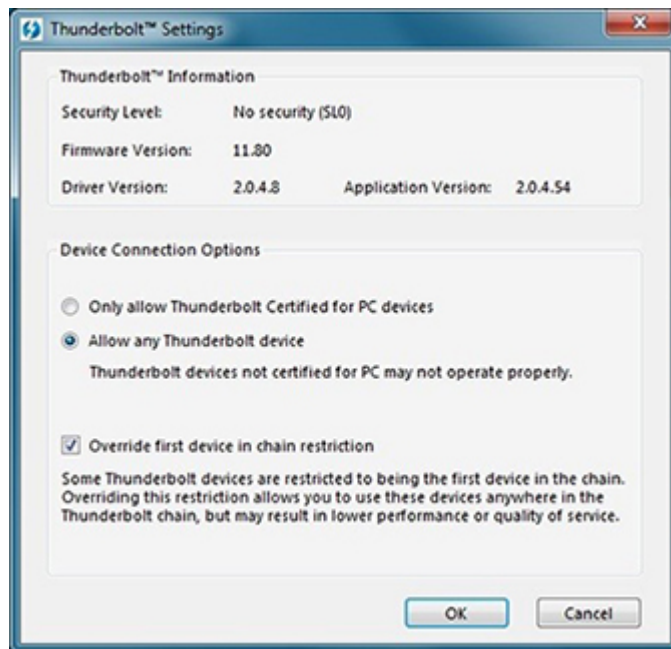 Thunderbolt™ Settings
Thunderbolt™ Information
Security Level: No security (SL0)
Firmware Version: 11.80
Driver Version: 2.0.4.8 Application Version: 2.0.4.54
Device Connection Options
Only allow Thunderbolt Certified for PC devices
Allow any Thunderbolt device
Thunderbolt devices not certified for PC may not operate properly.
Override first device in chain restriction
Some Thunderbolt devices are restricted to being the first device in the chain.
Overriding this restriction allows you to use these devices anywhere in the
Thunderbolt chain, but may result in lower performance or quality of service.
OK Cancel